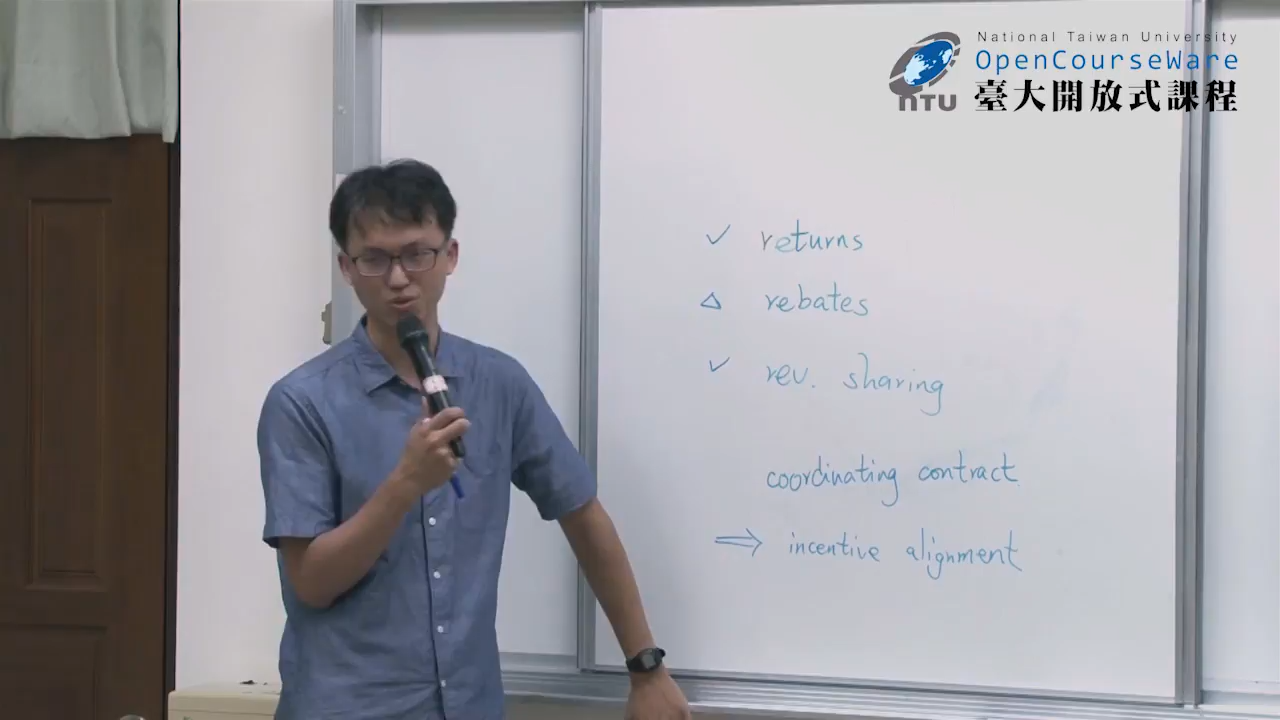 National Taiwan University
OpenCourseWare
NTU
臺大開放式課程
✓ returns
△ rebates
✓ rev. sharing
coordinating contract
⇒ incentive alignment